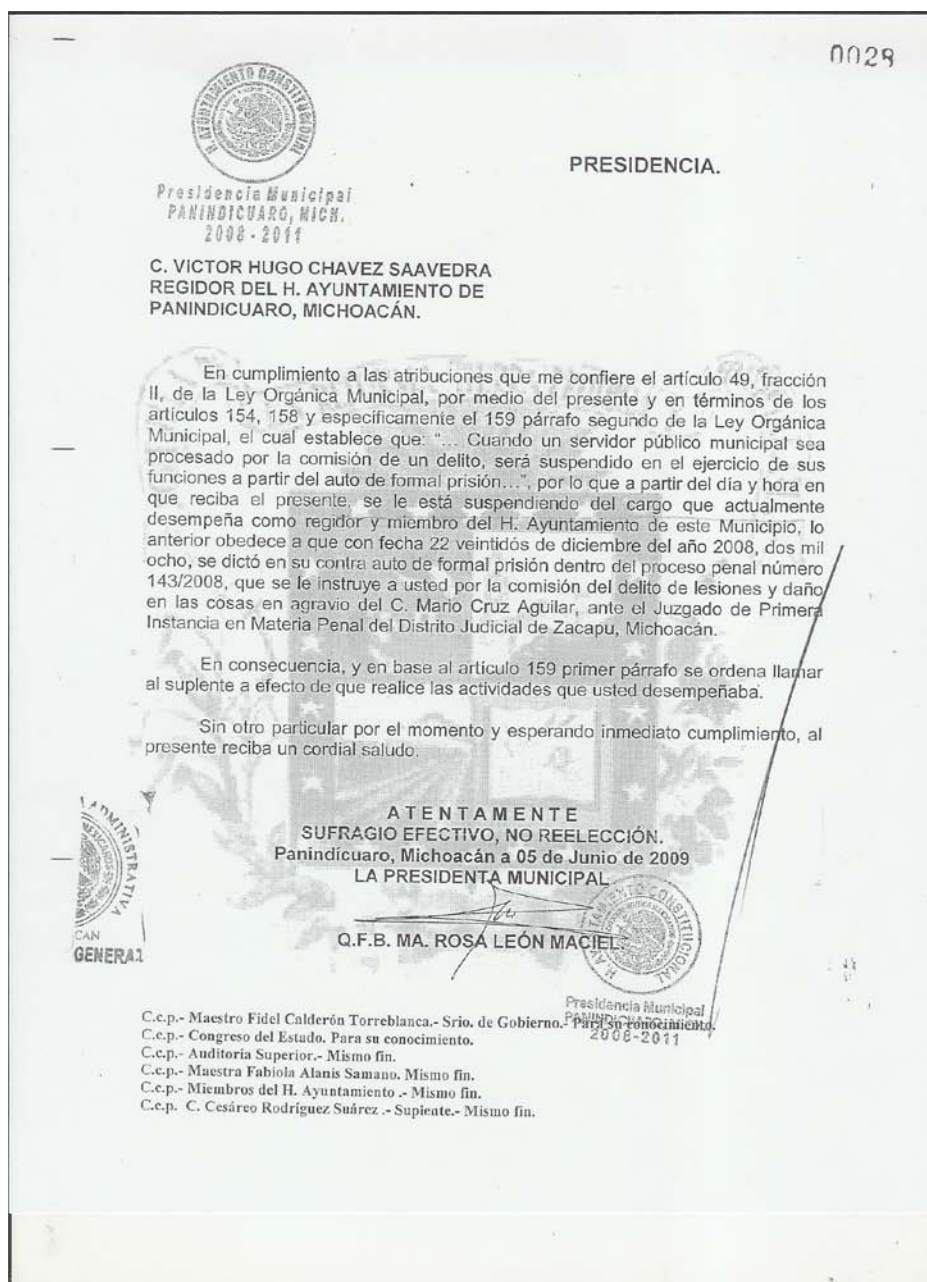 0028
H. AYUNTAMIENTO CONSTITUCIONAL
PRESIDENCIA.
Presidencia Municipal
PANINDICUARO, MICH.
2008 - 2011
C. VICTOR HUGO CHAVEZ SAAVEDRA
REGIDOR DEL H. AYUNTAMIENTO DE
PANINDICUARO, MICHOACÁN.
En cumplimiento a las atribuciones que me confiere el artículo 49, fracción
II, de la Ley Orgánica Municipal, por medio del presente y en términos de los
artículos 154, 158 y específicamente el 159 párrafo segundo de la Ley Orgánica
Municipal, el cual establece que: "... Cuando un servidor público municipal sea
procesado por la comisión de un delito, será suspendido en el ejercicio de sus
funciones a partir del auto de formal prisión...", por lo que a partir del día y hora en
que reciba el presente, se le está suspendiendo del cargo que actualmente
desempeña como regidor y miembro del H. Ayuntamiento de este Municipio, lo
anterior obedece a que con fecha 22 veintidós de diciembre del año 2008, dos mil
ocho, se dictó en su contra auto de formal prisión dentro del proceso penal número
143/2008, que se le instruye a usted por la comisión del delito de lesiones y daño
en las cosas en agravio del C. Mario Cruz Aguilar, ante el Juzgado de Primera
Instancia en Materia Penal del Distrito Judicial de Zacapu, Michoacán.
En consecuencia, y en base al artículo 159 primer párrafo se ordena llamar
al suplente a efecto de que realice las actividades que usted desempeñaba.
Sin otro particular por el momento y esperando inmediato cumplimiento, al
presente reciba un cordial saludo.
A T E N T A M E N T E
SUFRAGIO EFECTIVO, NO REELECCIÓN.
Panindícuaro, Michoacán a 05 de Junio de 2009
LA PRESIDENTA MUNICIPAL
Q.F.B. MA. ROSA LEÓN MACIEL.
H. AYUNTAMIENTO CONSTITUCIONAL
Presidencia Municipal
2008-2011
ADMINISTRATIVA
CAN
GENERAL
C.c.p.- Maestro Fidel Calderón Torreblanca.- Srio. de Gobierno.- Para su conocimiento.
C.c.p.- Congreso del Estado. Para su conocimiento.
C.c.p.- Auditoria Superior.- Mismo fin.
C.c.p.- Maestra Fabiola Alanis Samano. Mismo fin.
C.c.p.- Miembros del H. Ayuntamiento .- Mismo fin.
C.c.p. C. Cesáreo Rodríguez Suárez .- Suplente.- Mismo fin.